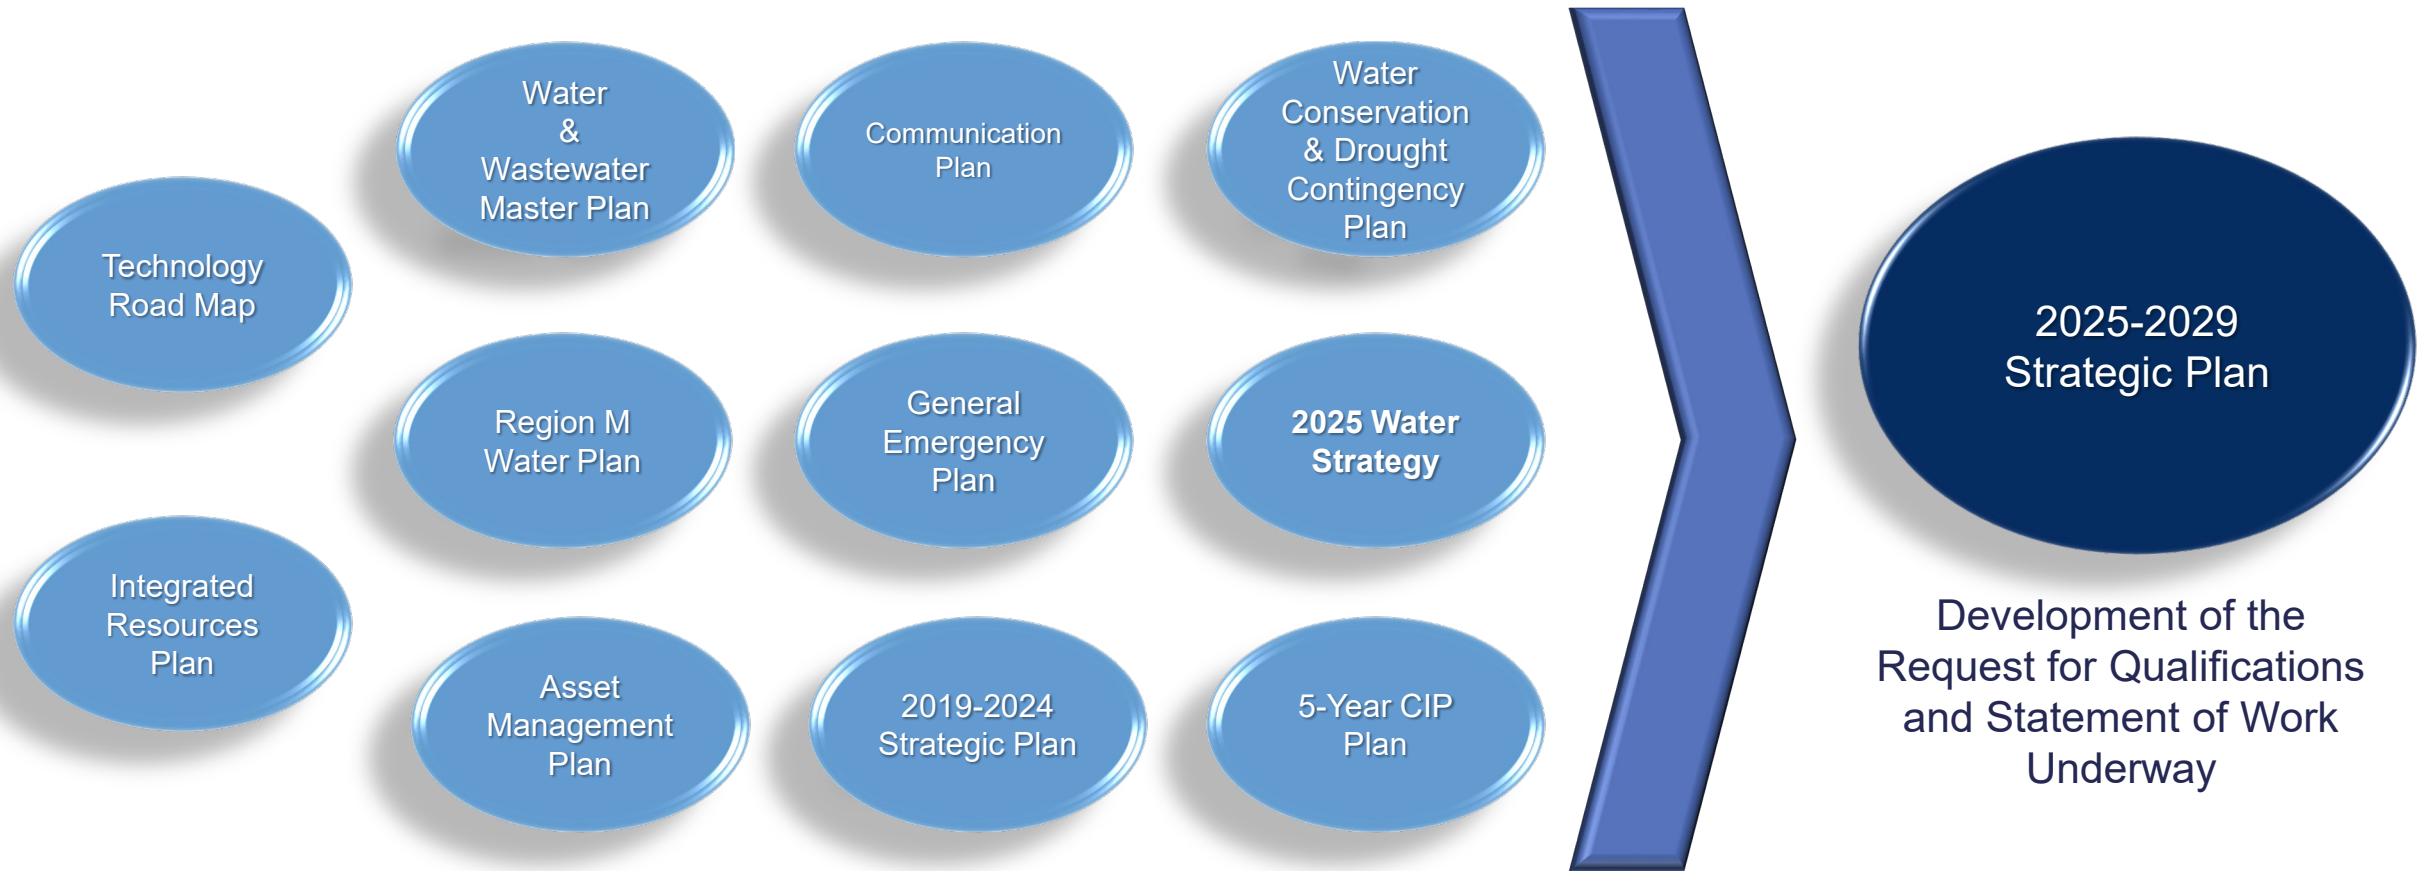 Technology
Road Map
Integrated
Resources
Plan
Water
&
Wastewater
Master Plan
Region M
Water Plan
Asset
Management
Plan
Communication
Plan
General
Emergency
Plan
2019-2024
Strategic Plan
Water
Conservation
& Drought
Contingency
Plan
2025 Water
Strategy
5-Year CIP
Plan
2025-2029
Strategic Plan
Development of the
Request for Qualifications
and Statement of Work
Underway